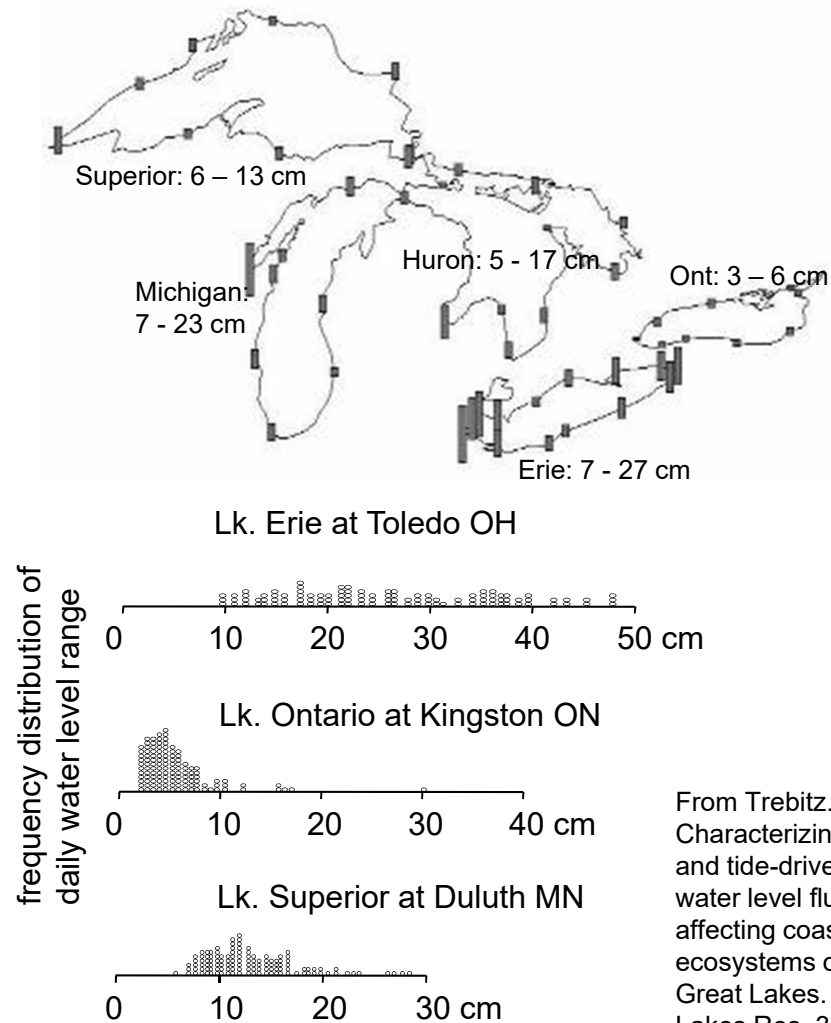 Superior: 6 – 13 cm
Huron: 5 - 17 cm
Ont: 3 – 6 cm
Michigan:
7 - 23 cm
Erie: 7 - 27 cm
frequency distribution of
daily water level range
Lk. Erie at Toledo OH
0 10 20 30 40 50 cm
Lk. Ontario at Kingston ON
0 10 20 30 40 cm
Lk. Superior at Duluth MN
0 10 20 30 cm
From Trebitz.
Characterizin
and tide-drive
water level flu
affecting coas
ecosystems o
Great Lakes.